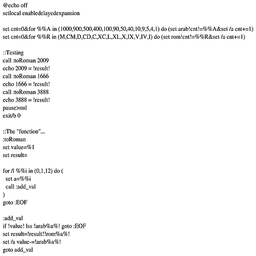 @echo off
setlocal enabledelayedexpansion
set cnt=0&for %%A in (1000,900,500,400,100,90,50,40,10,9,5,4,1) do (set arab!cnt!=%%A&set /a cnt+=1)
set cnt=0&for %%R in (M,CM,D,CD,C,XC,L,XL,X,IX,V,IV,I) do (set rom!cnt!=%%R&set /a cnt+=1)
::Testing
call :toRoman 2009
echo 2009 = !result!
call :toRoman 1666
echo 1666 = !result!
call :toRoman 3888
echo 3888 = !result!
pause>nul
exit/b 0
::The "function"...
:toRoman
set value=%1
set result=
for /l %%i in (0,1,12) do (
set a=%%i
call :add_val
)
goto :EOF
:add_val
if !value! lss !arab%a%! goto :EOF
set result=!result!!rom%a%!
set /a value-=!arab%a%!
goto add_val